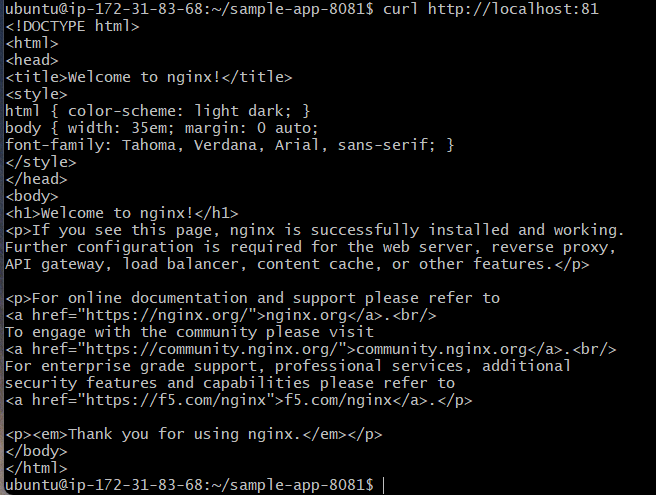 ubuntu@ip-172-31-83-68:~/sample-app-8081$ curl http://localhost:81
<!DOCTYPE html>
<html>
<head>
<title>Welcome to nginx!</title>
<style>
html { color-scheme: light dark; }
body { width: 35em; margin: 0 auto;
font-family: Tahoma, Verdana, Arial, sans-serif; }
</style>
</head>
<body>
<h1>Welcome to nginx!</h1>
<p>If you see this page, nginx is successfully installed and working.
Further configuration is required for the web server, reverse proxy,
API gateway, load balancer, content cache, or other features.</p>

<p>For online documentation and support please refer to
<a href="https://nginx.org/">nginx.org</a>.<br/>
To engage with the community please visit
<a href="https://community.nginx.org/">community.nginx.org</a>.<br/>
For enterprise grade support, professional services, additional
security features and capabilities please refer to
<a href="https://f5.com/nginx">f5.com/nginx</a>.</p>

<p><em>Thank you for using nginx.</em></p>
</body>
</html>
ubuntu@ip-172-31-83-68:~/sample-app-8081$